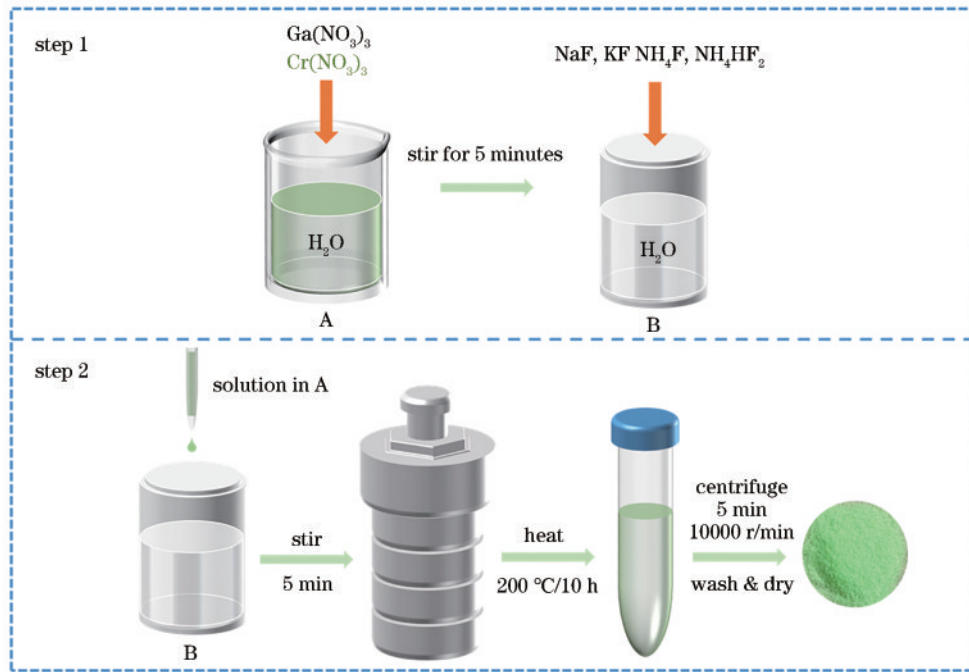 step 1
Ga(NO₃)₃
Cr(NO₃)₃
NaF, KF NH₄F, NH₄HF₂
stir for 5 minutes
H₂O
H₂O
A
B
step 2
solution in A
stir
5 min
heat
200 ℃/10 h
centrifuge
5 min
10000 r/min
wash & dry
B